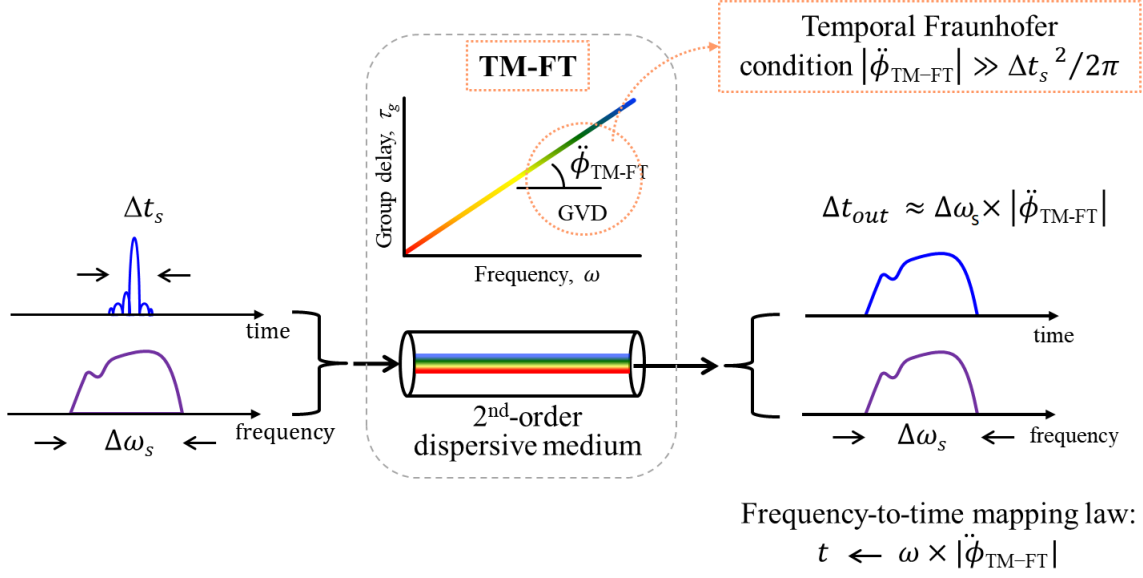 TM-FT
Temporal Fraunhofer
condition |ϕ̈_TM−FT| ≫ Δt_s²/2π
Group delay, τ_g
ϕ̈_TM-FT
GVD
Frequency, ω
Δt_s
time
frequency
Δω_s
2nd-order
dispersive medium
Δt_out ≈ Δω_s × |ϕ̈_TM-FT|
time
frequency
Δω_s
Frequency-to-time mapping law:
t ← ω × |ϕ̈_TM−FT|